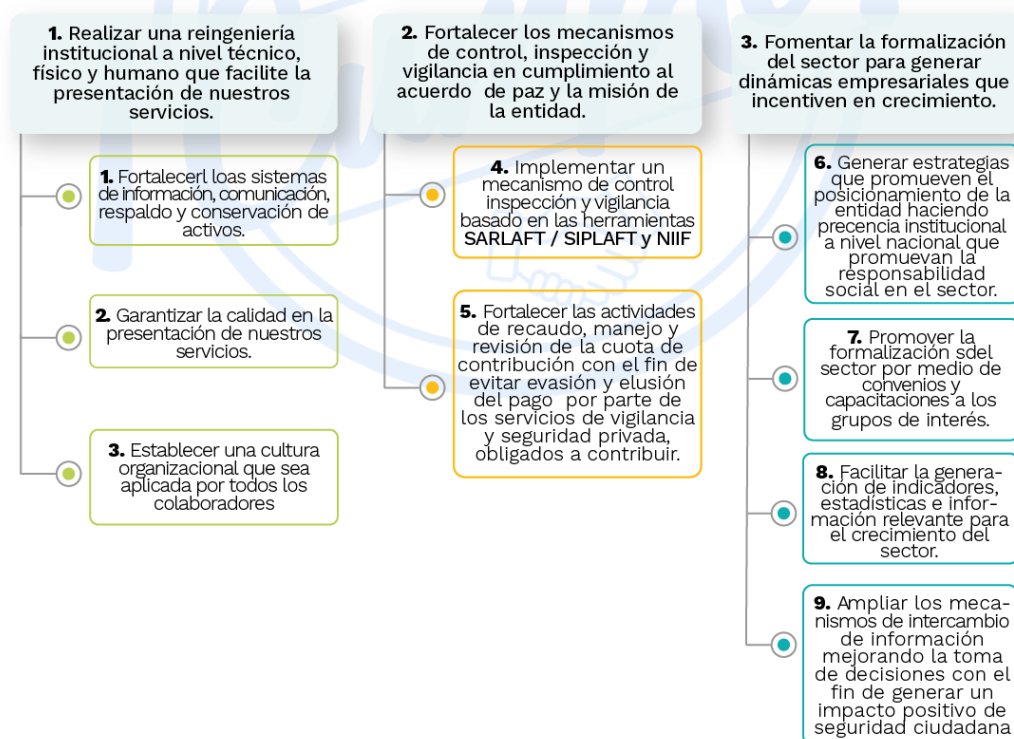 1. Realizar una reingeniería
institucional a nivel técnico,
físico y humano que facilite la
presentación de nuestros
servicios.
1. Fortalecerl loas sistemas
de información, comunicación,
respaldo y conservación de
activos.
2. Garantizar la calidad en la
presentación de nuestros
servicios.
3. Establecer una cultura
organizacional que sea
aplicada por todos los
colaboradores
2. Fortalecer los mecanismos
de control, inspección y
vigilancia en cumplimiento al
acuerdo de paz y la misión de
la entidad.
4. Implementar un
mecanismo de control
inspección y vigilancia
basado en las herramientas
SARLAFT / SIPLAFT y NIIF
5. Fortalecer las actividades
de recaudo, manejo y
revisión de la cuota de
contribución con el fin de
evitar evasión y elusión
del pago por parte de
los servicios de vigilancia
y seguridad privada,
obligados a contribuir.
3. Fomentar la formalización
del sector para generar
dinámicas empresariales que
incentiven en crecimiento.
6. Generar estrategias
que promueven el
posicionamiento de la
entidad haciendo
precencia institucional
a nivel nacional que
promuevan la
responsabilidad
social en el sector.
7. Promover la
formalización sdel
sector por medio de
convenios y
capacitaciones a los
grupos de interés.
8. Facilitar la genera-
ción de indicadores,
estadísticas e infor-
mación relevante para
el crecimiento del
sector.
9. Ampliar los meca-
nismos de intercambio
de información
mejorando la toma
de decisiones con el
fin de generar un
impacto positivo de
seguridad ciudadana